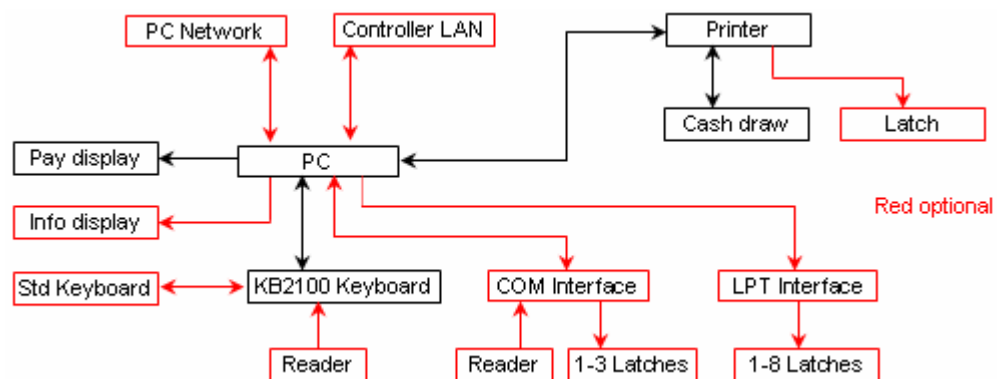 PC Network
Controller LAN
Printer
Cash draw
Latch
Pay display
PC
Info display
Red optional
Std Keyboard
KB2100 Keyboard
COM Interface
LPT Interface
Reader
Reader
1-3 Latches
1-8 Latches